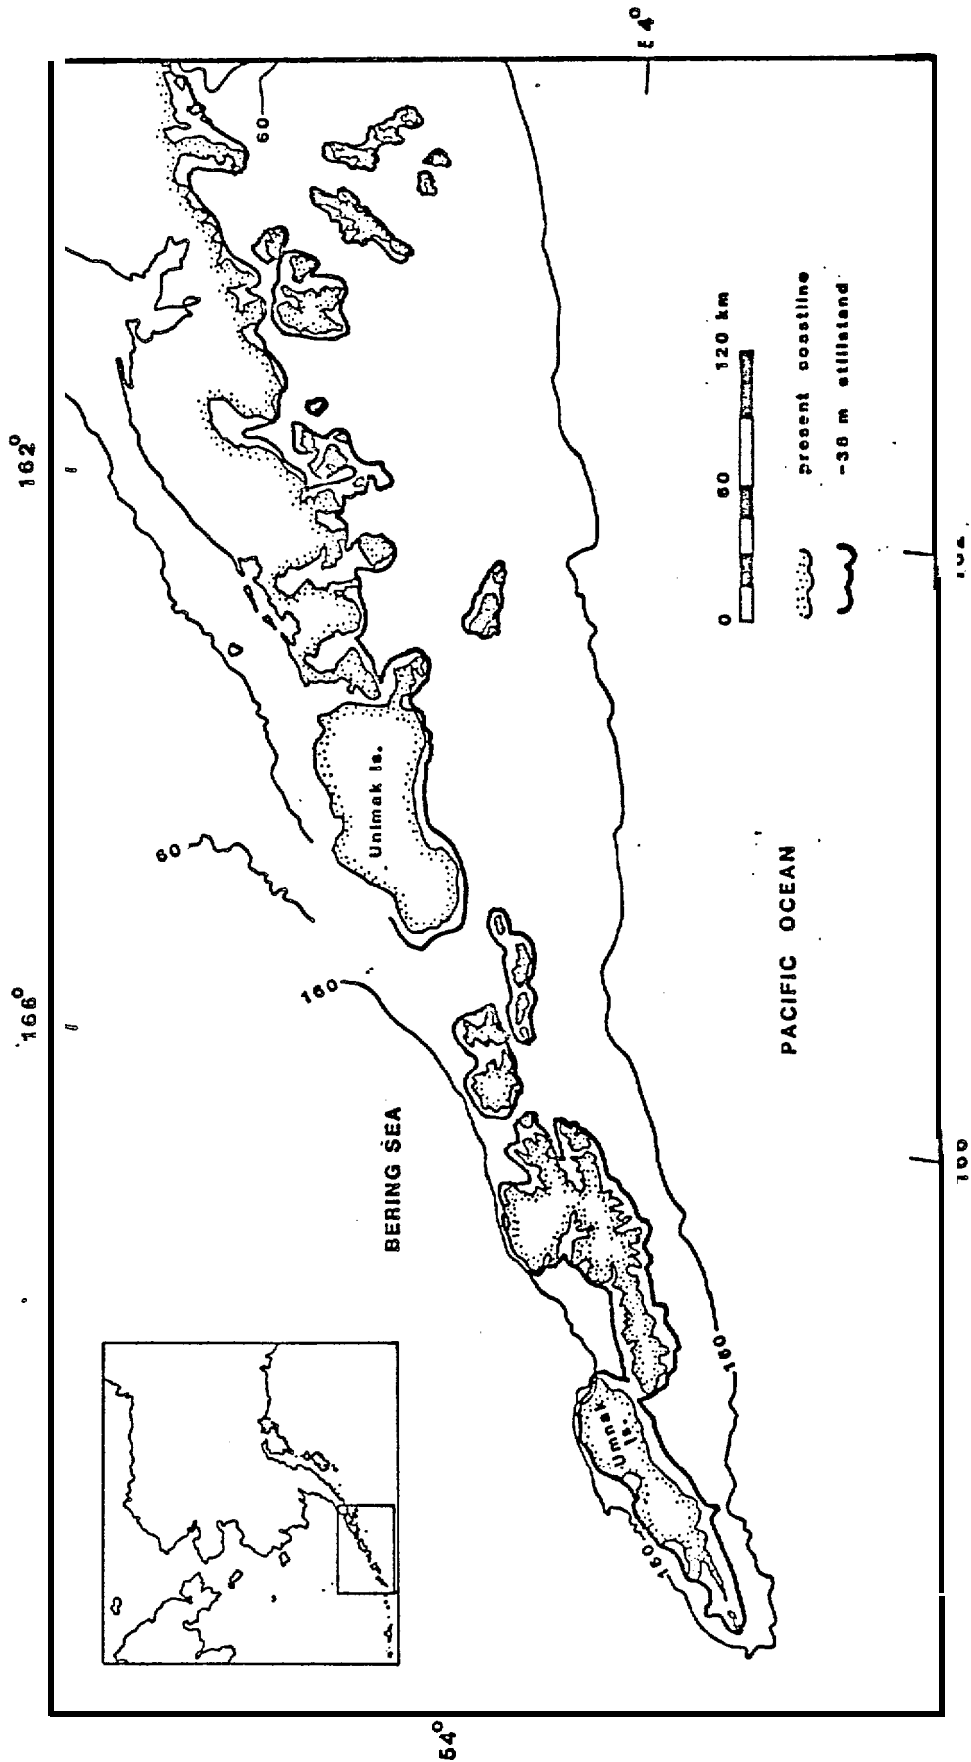 162°
166°
54°
BERING SEA
PACIFIC OCEAN
Unimak Is.
Umnak
Is.
60
60
160
160
160
0 60 120 km
present coastline
-38 m stillstand